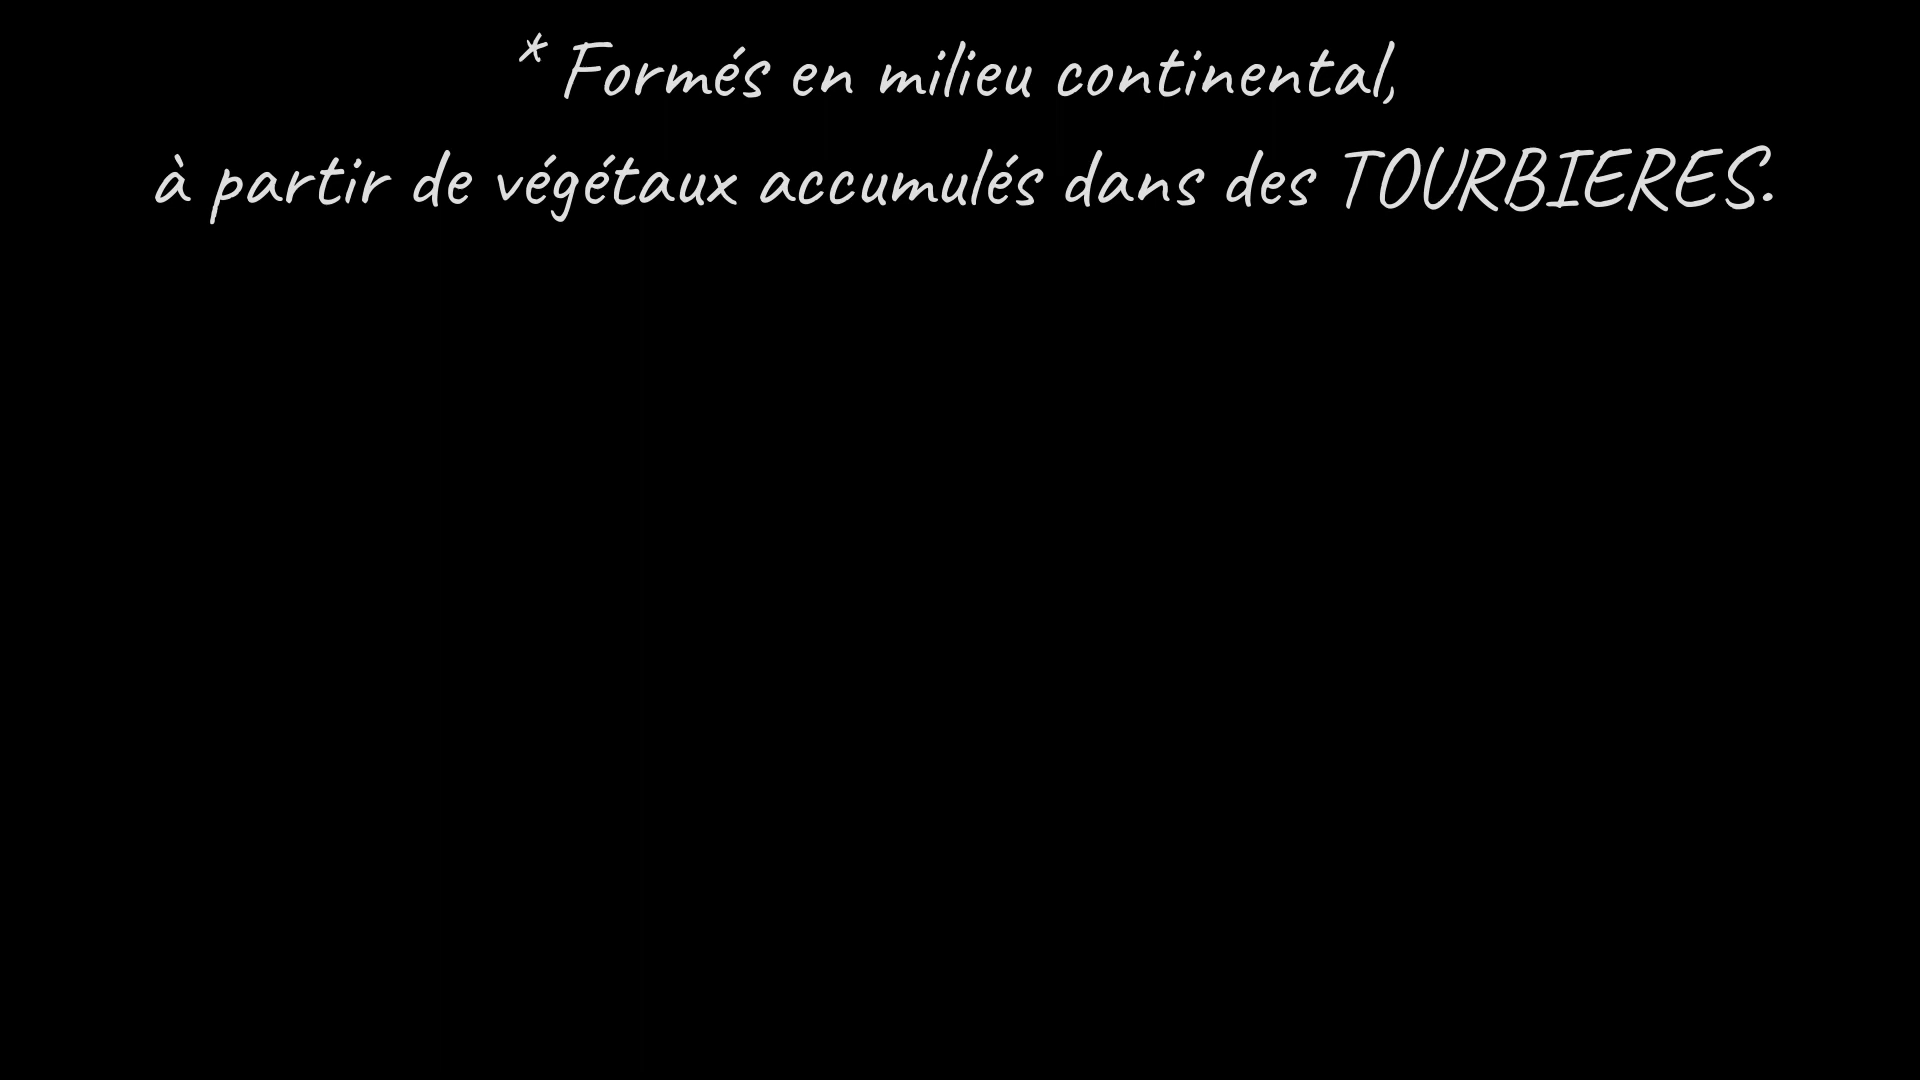 * Formés en milieu continental,
à partir de végétaux accumulés dans des TOURBIERES.